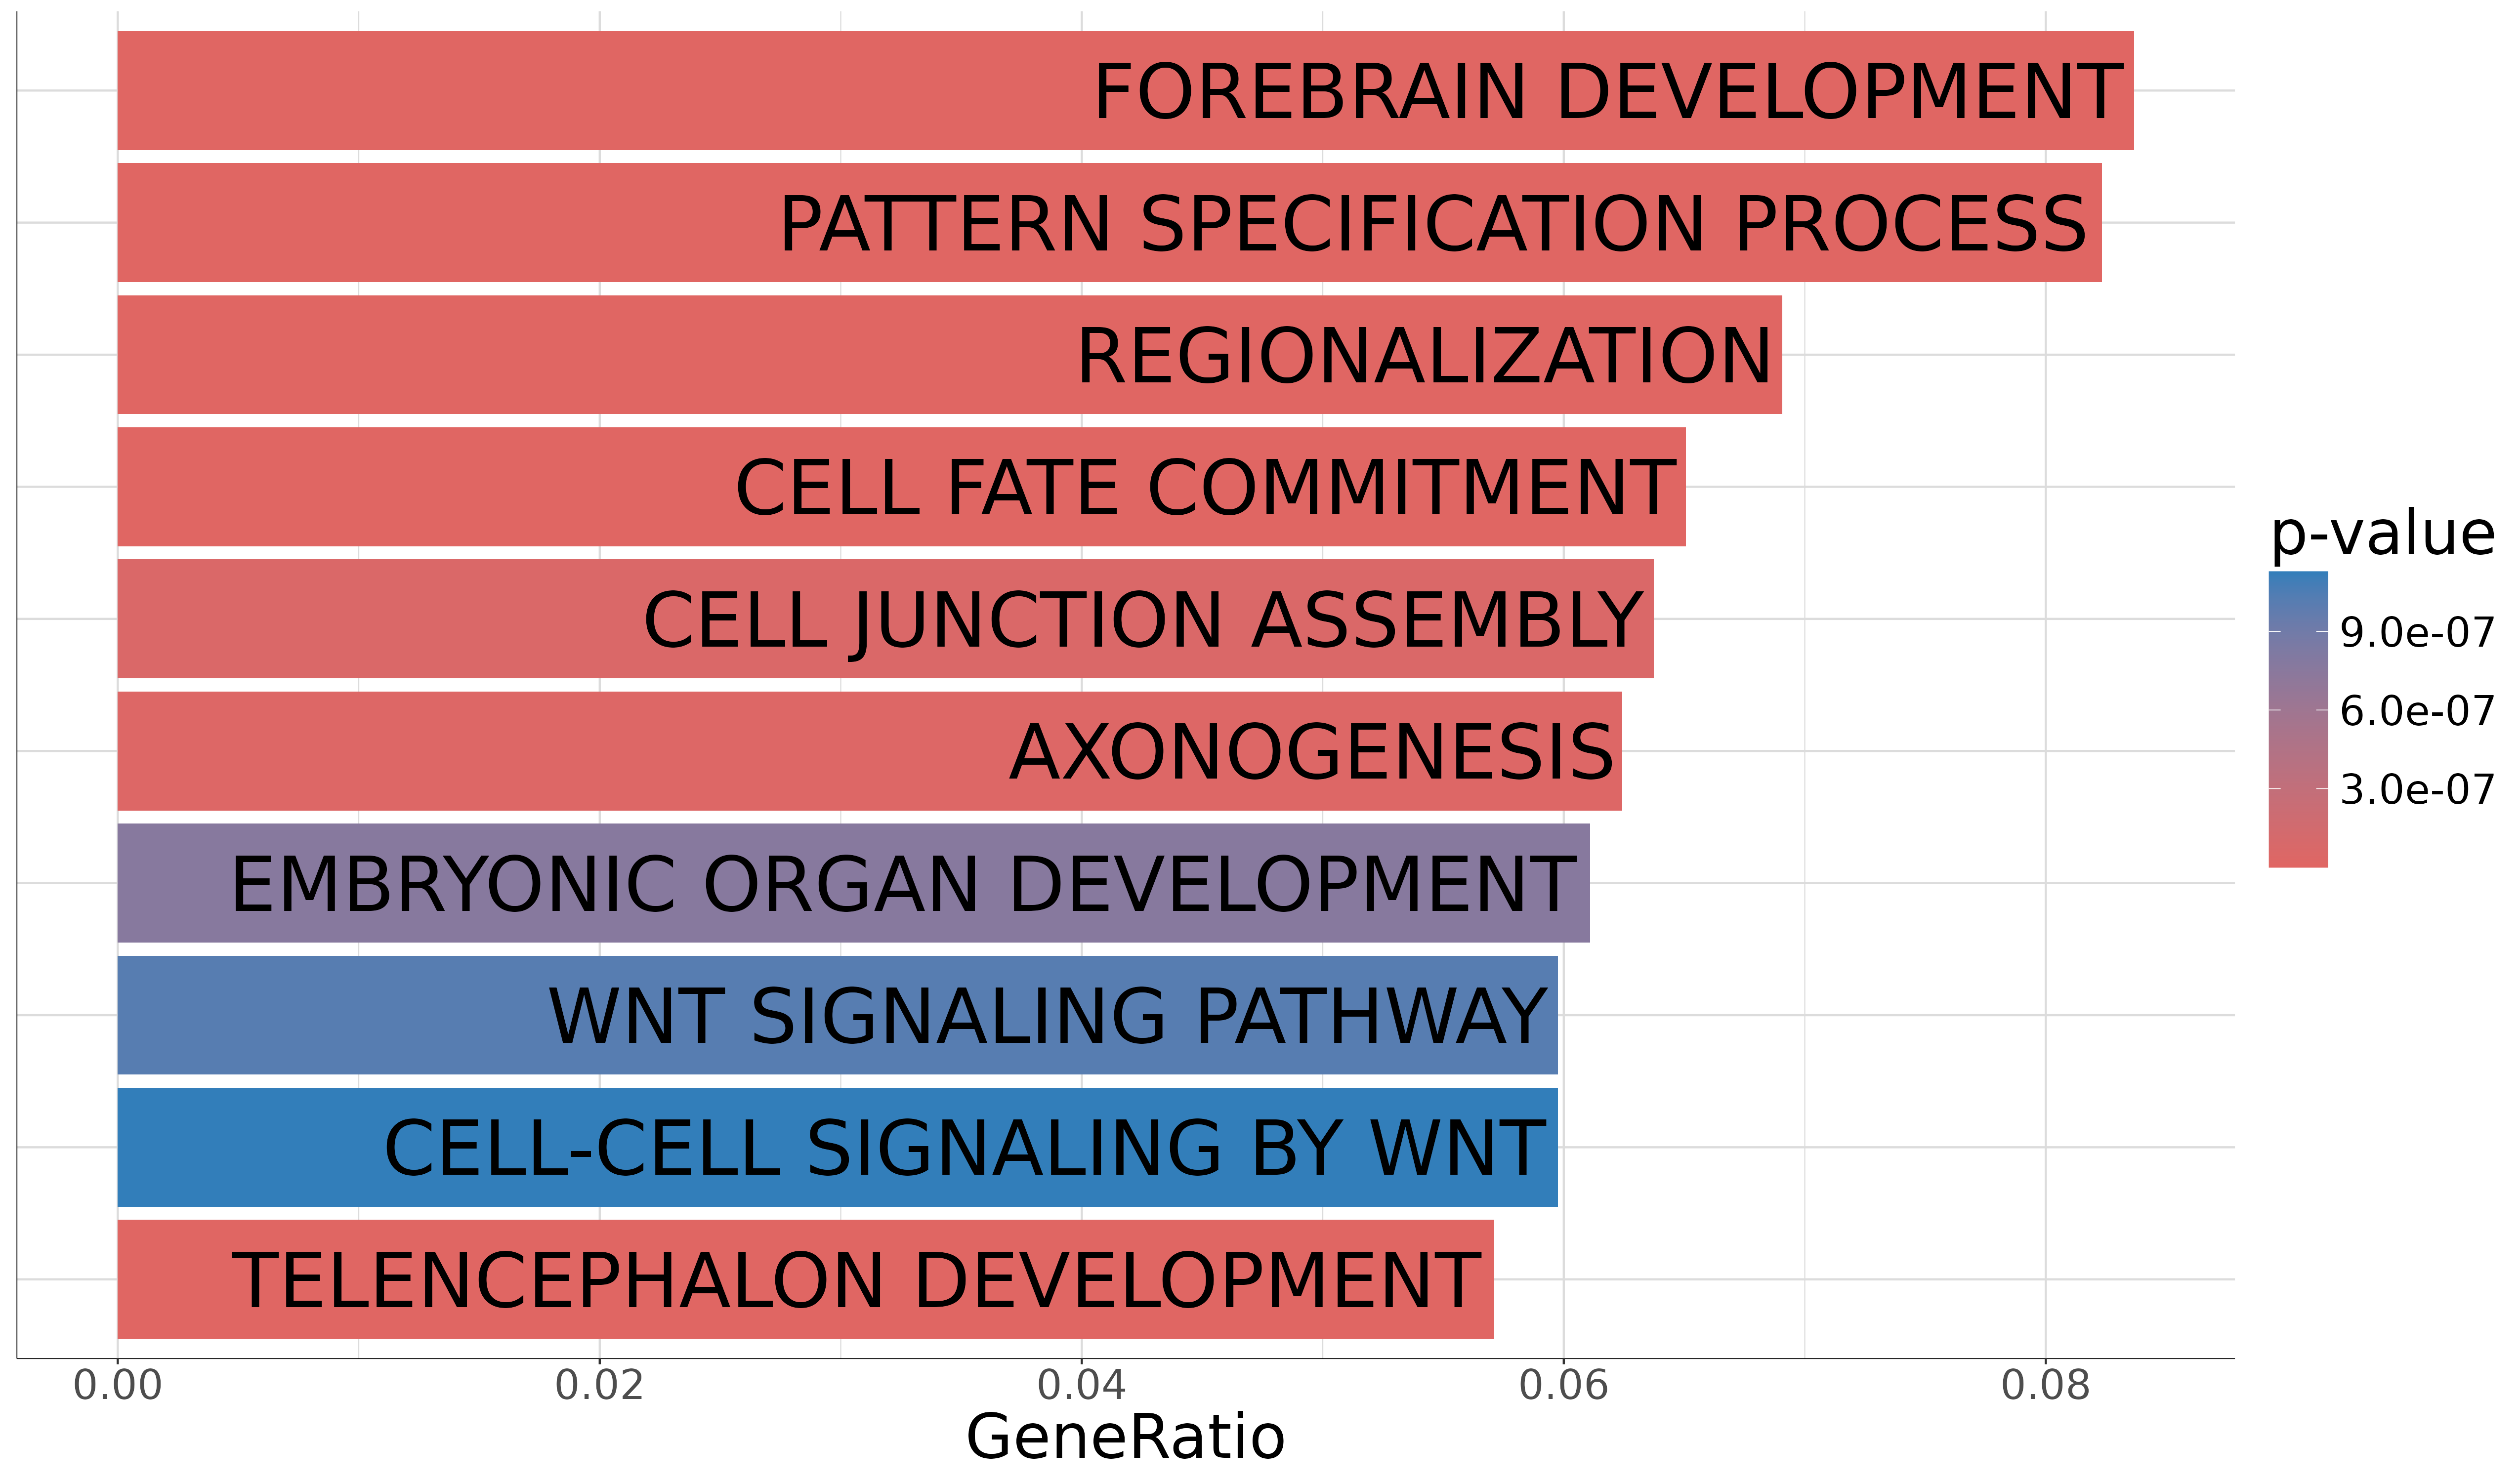 FOREBRAIN DEVELOPMENT
PATTERN SPECIFICATION PROCESS
REGIONALIZATION
CELL FATE COMMITMENT
CELL JUNCTION ASSEMBLY
AXONOGENESIS
EMBRYONIC ORGAN DEVELOPMENT
WNT SIGNALING PATHWAY
CELL-CELL SIGNALING BY WNT
TELENCEPHALON DEVELOPMENT
0.00 0.02 0.04 0.06 0.08
GeneRatio
p-value
9.0e-07
6.0e-07
3.0e-07